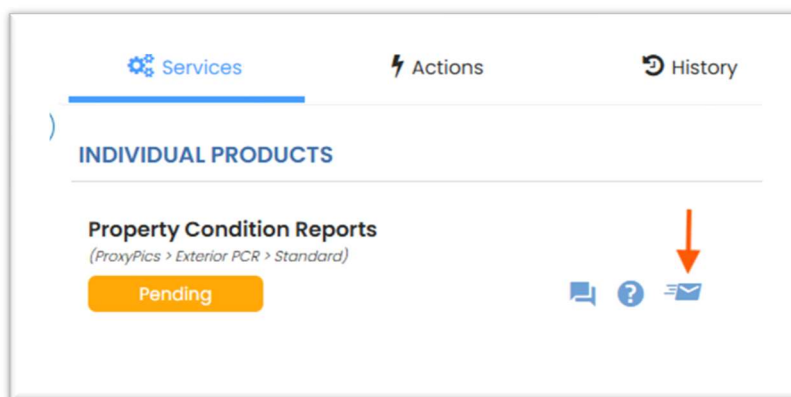 Services Actions History
INDIVIDUAL PRODUCTS
Property Condition Reports
(ProxyPics > Exterior PCR > Standard)
Pending
?